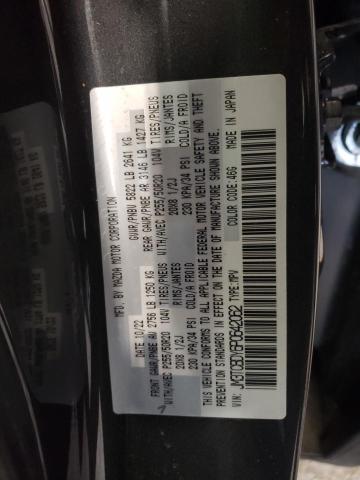 MFD. BY MAZDA MOTOR CORPORATION
10/22 GWVR/PNBV 5822 LB 2641 KG
FRONT GAWR/PNBE AV 2756 LB 1250 KG REAR GAWR/PNBE AR 3146 LB 1427 KG
WITH/AVEC P255/50R20 104V TIRES/PNEUS WITH/AVEC P255/50R20 104V TIRES/PNEUS
20X8 1/2J RIMS/JANTES 20X8 1/2J RIMS/JANTES
230 KPA/34 PSI COLD/A FROID 230 KPA/34 PSI COLD/A FROID
THIS VEHICLE CONFORMS TO ALL APPLICABLE FEDERAL MOTOR VEHICLE SAFETY AND THEFT
PREVENTION STANDARDS IN EFFECT ON THE DATE OF MANUFACTURE SHOWN ABOVE.
VIN: TYPE:MPV COLOR CODE:46G MADE IN JAPAN